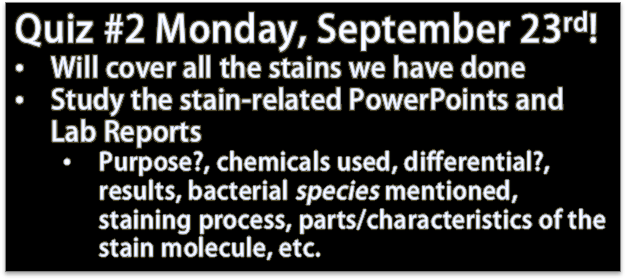 Quiz #2 Monday, September 23rd!
• Will cover all the stains we have done
• Study the stain-related PowerPoints and
Lab Reports
• Purpose?, chemicals used, differential?,
results, bacterial species mentioned,
staining process, parts/characteristics of the
stain molecule, etc.